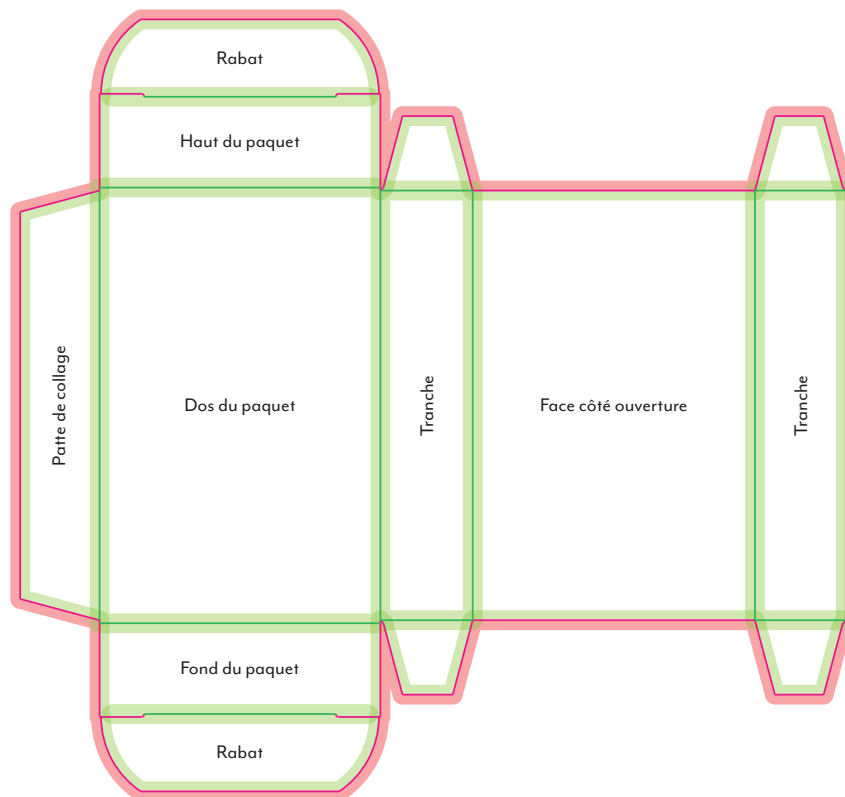 Rabat
Haut du paquet
Patte de collage
Dos du paquet
Tranche
Face côté ouverture
Tranche
Fond du paquet
Rabat